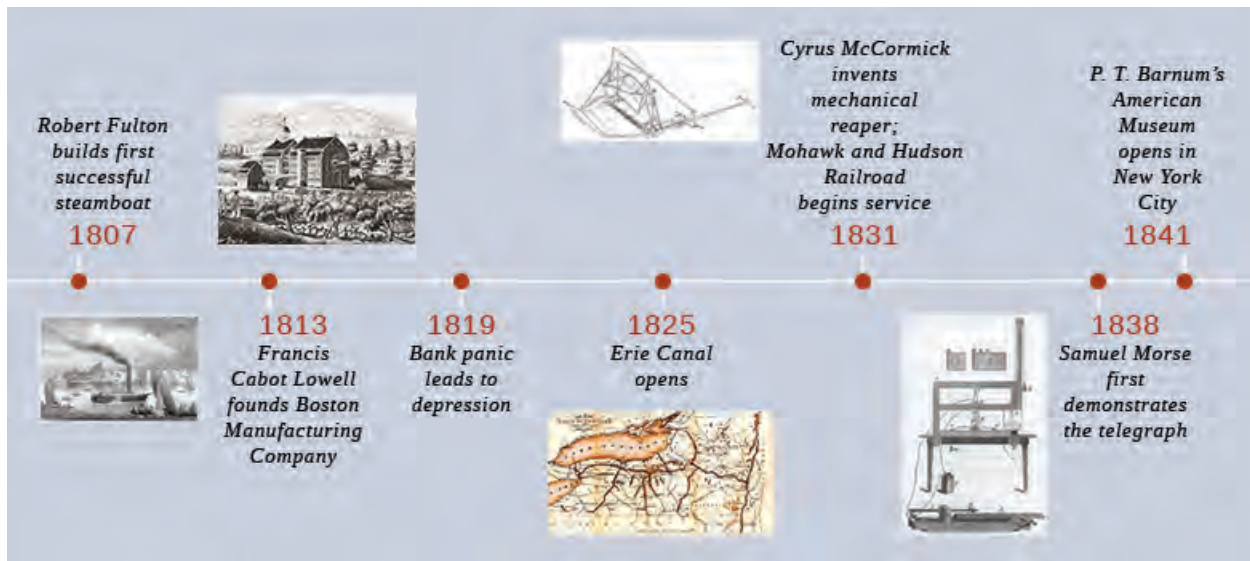 Robert Fulton
builds first
successful
steamboat
1807
1813
Francis
Cabot Lowell
founds Boston
Manufacturing
Company
1819
Bank panic
leads to
depression
1825
Erie Canal
opens
Cyrus McCormick
invents
mechanical
reaper;
Mohawk and Hudson
Railroad
begins service
1831
1838
Samuel Morse
first
demonstrates
the telegraph
P. T. Barnum’s
American
Museum
opens in
New York
City
1841